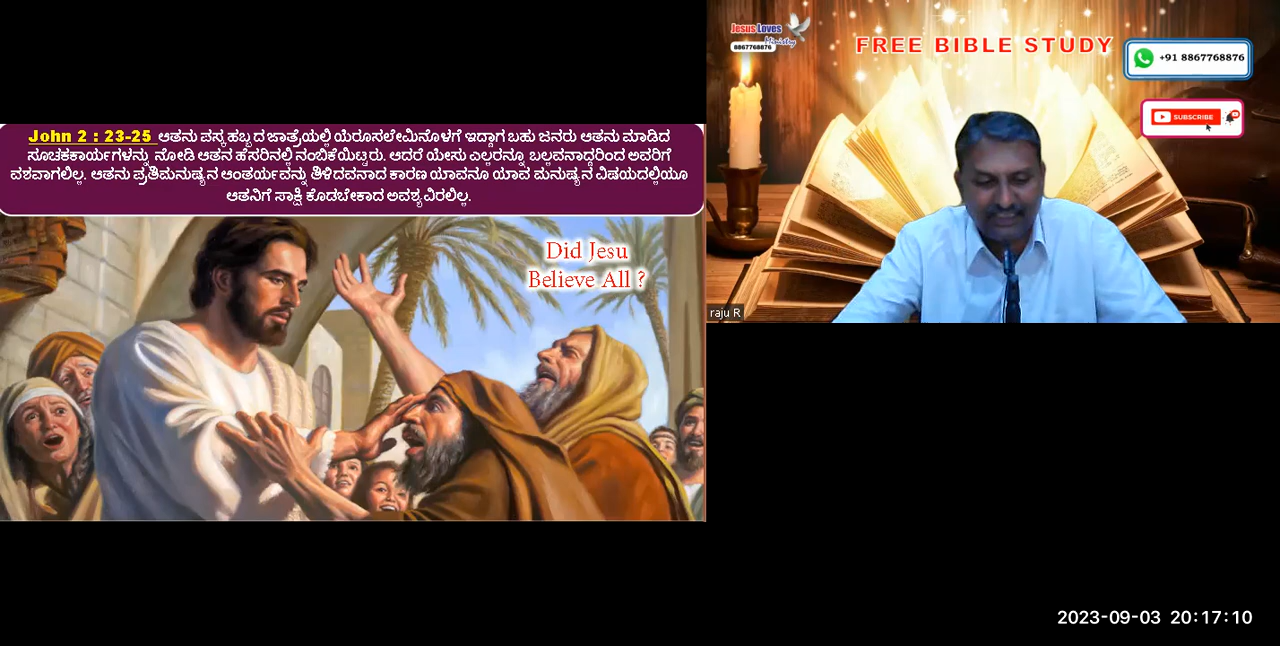 John 2 : 23-25 ಆತನು ಪಸ್ಕಹಬ್ಬದ ಜಾತ್ರೆಯಲ್ಲಿ ಯೆರೂಸಲೇಮಿನೊಳಗೆ ಇದ್ದಾಗ ಬಹು ಜನರು ಆತನು ಮಾಡಿದ
ಸೂಚಕಕಾರ್ಯಗಳನ್ನು ನೋಡಿ ಆತನ ಹೆಸರಿನಲ್ಲಿ ನಂಬಿಕೆಯಿಟ್ಟರು. ಆದರೆ ಯೇಸು ಎಲ್ಲರನ್ನೂ ಬಲ್ಲವನಾದ್ದರಿಂದ ಅವರಿಗೆ
ವಶವಾಗಲಿಲ್ಲ. ಆತನು ಪ್ರತಿಮನುಷ್ಯನ ಆಂತರ್ಯವನ್ನು ತಿಳಿದವನಾದ ಕಾರಣ ಯಾವನೂ ಯಾವ ಮನುಷ್ಯನ ವಿಷಯದಲ್ಲಿಯೂ
ಆತನಿಗೆ ಸಾಕ್ಷಿ ಕೊಡಬೇಕಾದ ಅವಶ್ಯವಿರಲಿಲ್ಲ.
Did Jesu
Believe All ?
Jesus Loves
Ministry
8867768876
FREE BIBLE STUDY
+91 8867768876
SUBSCRIBE
raju R
2023-09-03 20:17:10